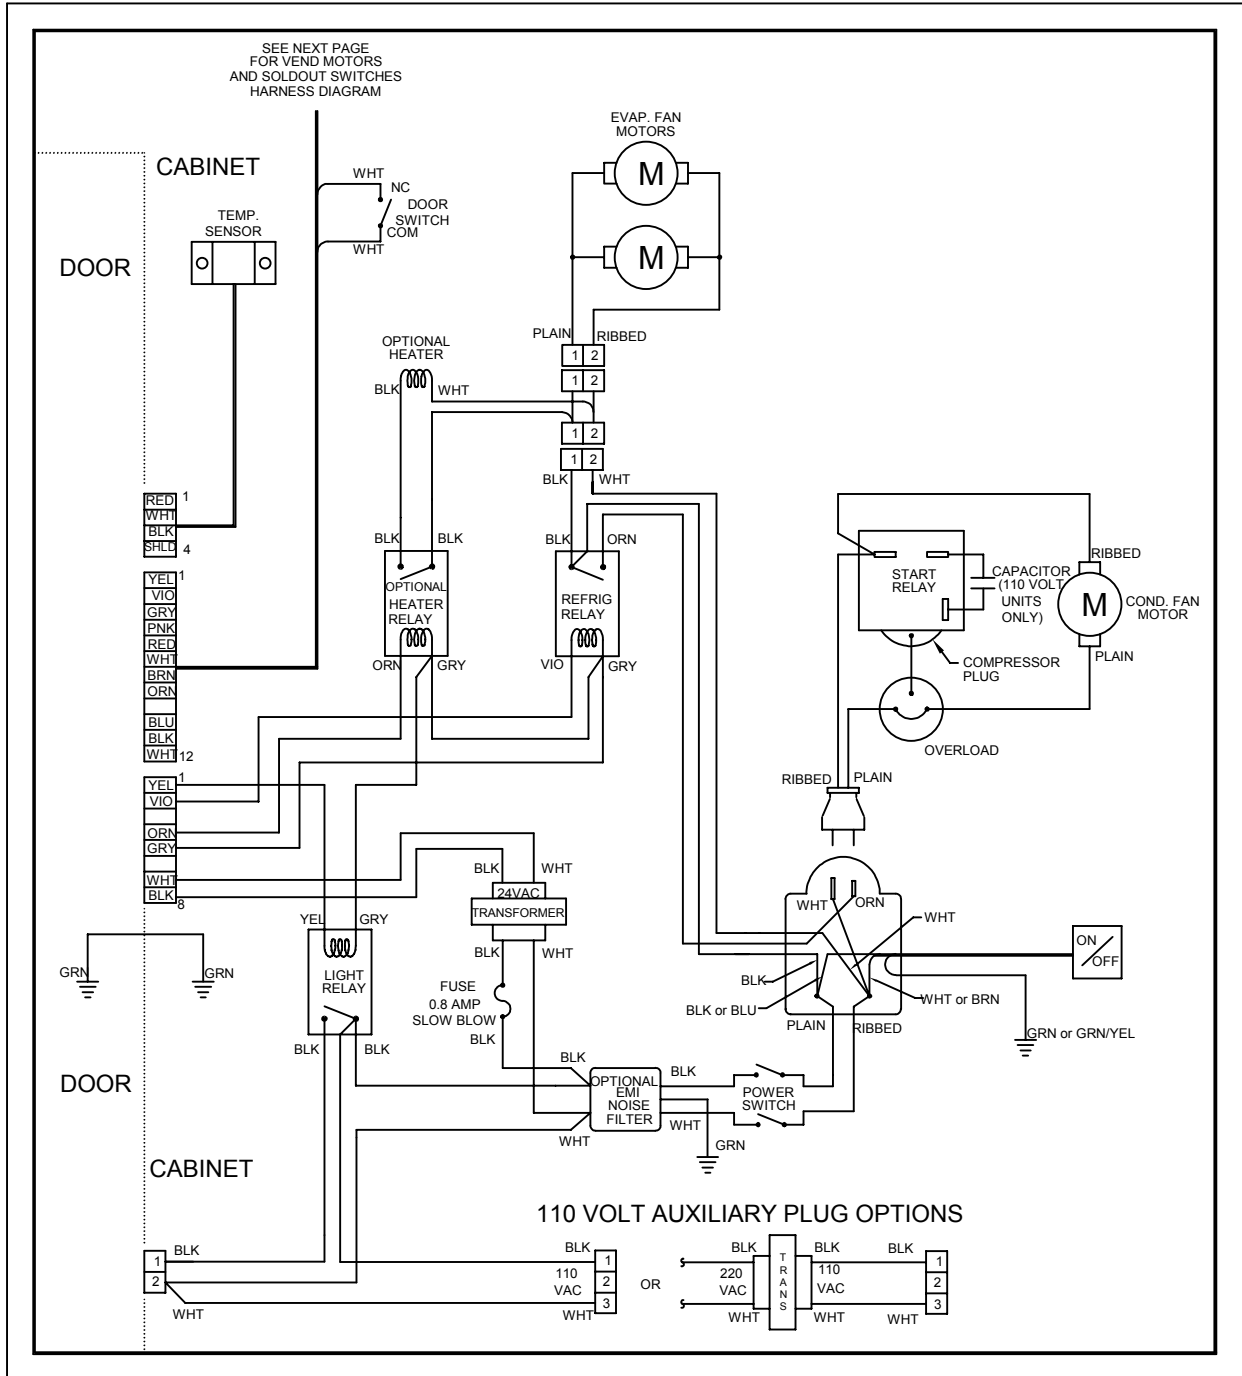 SEE NEXT PAGE
FOR VEND MOTORS
AND SOLDOUT SWITCHES
HARNESS DIAGRAM
EVAP. FAN
MOTORS
CABINET
WHT
NC
DOOR
SWITCH
COM
WHT
TEMP.
SENSOR
DOOR
M
M
PLAIN
RIBBED
1 2
1 2
1 2
1 2
OPTIONAL
HEATER
BLK
WHT
BLK
WHT
RED 1
WHT
BLK
SHLD 4
BLK
BLK
OPTIONAL
HEATER
RELAY
ORN
GRY
BLK
ORN
REFRIG
RELAY
VIO
GRY
START
RELAY
CAPACITOR
(110 VOLT
UNITS
ONLY)
RIBBED
M
COND. FAN
MOTOR
PLAIN
COMPRESSOR
PLUG
OVERLOAD
YEL 1
VIO
GRY
PNK
RED
WHT
BRN
ORN
BLU
BLK
WHT 12
YEL 1
VIO
ORN
GRY
WHT
BLK 8
RIBBED
PLAIN
BLK
WHT
24VAC
TRANSFORMER
BLK
WHT
FUSE
0.8 AMP
SLOW BLOW
BLK
YEL
GRY
LIGHT
RELAY
BLK
BLK
GRN
GRN
WHT
ORN
WHT
BLK
BLK or BLU
WHT or BRN
PLAIN
RIBBED
ON
OFF
GRN or GRN/YEL
DOOR
BLK
OPTIONAL
EMI
NOISE
FILTER
BLK
POWER
SWITCH
WHT
WHT
GRN
CABINET
110 VOLT AUXILIARY PLUG OPTIONS
1
2
BLK
WHT
BLK
110
VAC
WHT
1
2
3
OR
BLK
220
VAC
WHT
TRANS
BLK
110
VAC
WHT
BLK
WHT
1
2
3